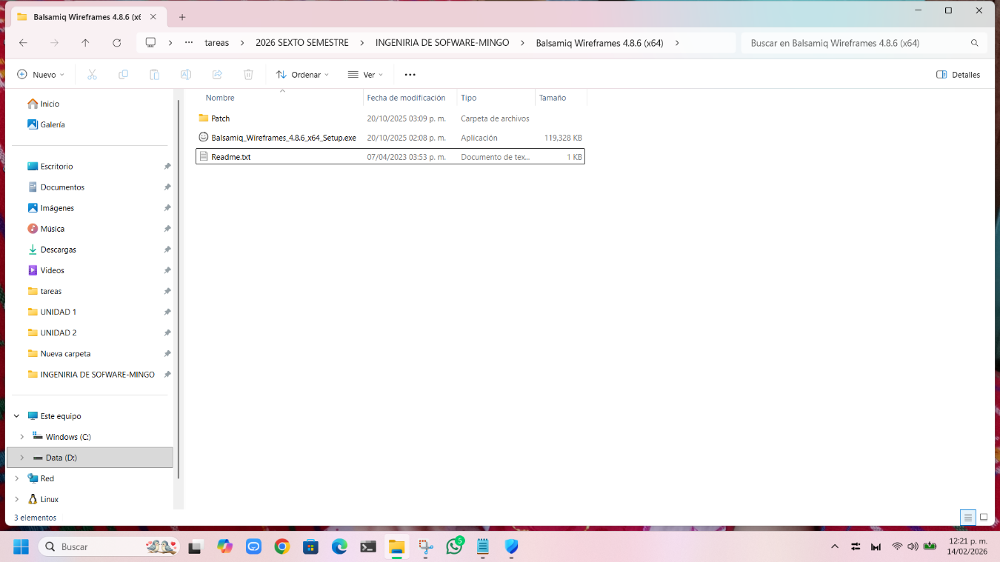 Balsamiq Wireframes 4.8.6 (x6
tareas
2026 SEXTO SEMESTRE
INGENIRIA DE SOFWARE-MINGO
Balsamiq Wireframes 4.8.6 (x64)
Buscar en Balsamiq Wireframes 4.8.6 (x64)
Nuevo
Ordenar
Ver
Detalles
Inicio
Galería
Escritorio
Documentos
Imágenes
Música
Descargas
Videos
tareas
UNIDAD 1
UNIDAD 2
Nueva carpeta
INGENIRIA DE SOFWARE-MINGO
Este equipo
Windows (C:)
Data (D:)
Red
Linux
Nombre Fecha de modificación Tipo Tamaño
Patch 20/10/2025 03:09 p. m. Carpeta de archivos
Balsamiq_Wireframes_4.8.6_x64_Setup.exe 20/10/2025 02:08 p. m. Aplicación 119,328 KB
Readme.txt 07/04/2023 03:53 p. m. Documento de tex... 1 KB
3 elementos
Buscar
5
12:21 p. m.
14/02/2026